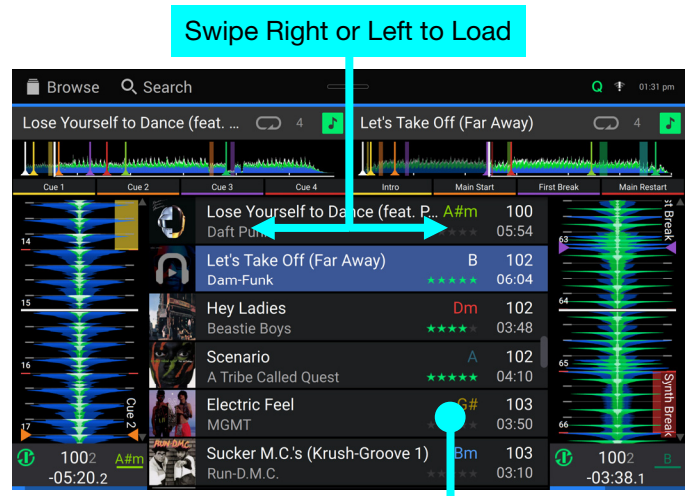 Swipe Right or Left to Load
Browse Search Q 01:31 pm
Lose Yourself to Dance (feat. ... 4
Let's Take Off (Far Away) 4
Cue 1 Cue 2 Cue 3 Cue 4
Intro Main Start First Break Main Restart
14
15
17
Cue 2
Lose Yourself to Dance (feat. P... A#m 100
Daft 05:54
Let's Take Off (Far Away) B 102
Dam-Funk ★★★★★ 06:04
Hey Ladies Dm 102
Beastie Boys ★★★★★ 03:48
Scenario A 102
A Tribe Called Quest ★★★★★ 04:10
Electric Feel G# 103
MGMT 03:50
Sucker M.C.'s (Krush-Groove 1) Bm 103
Run-D.M.C. 03:10
RUN-D.M.C.
st Break
63
64
65
66
Synth Break
1002 A#m
-05:20.2
1002 B
-03:38.1